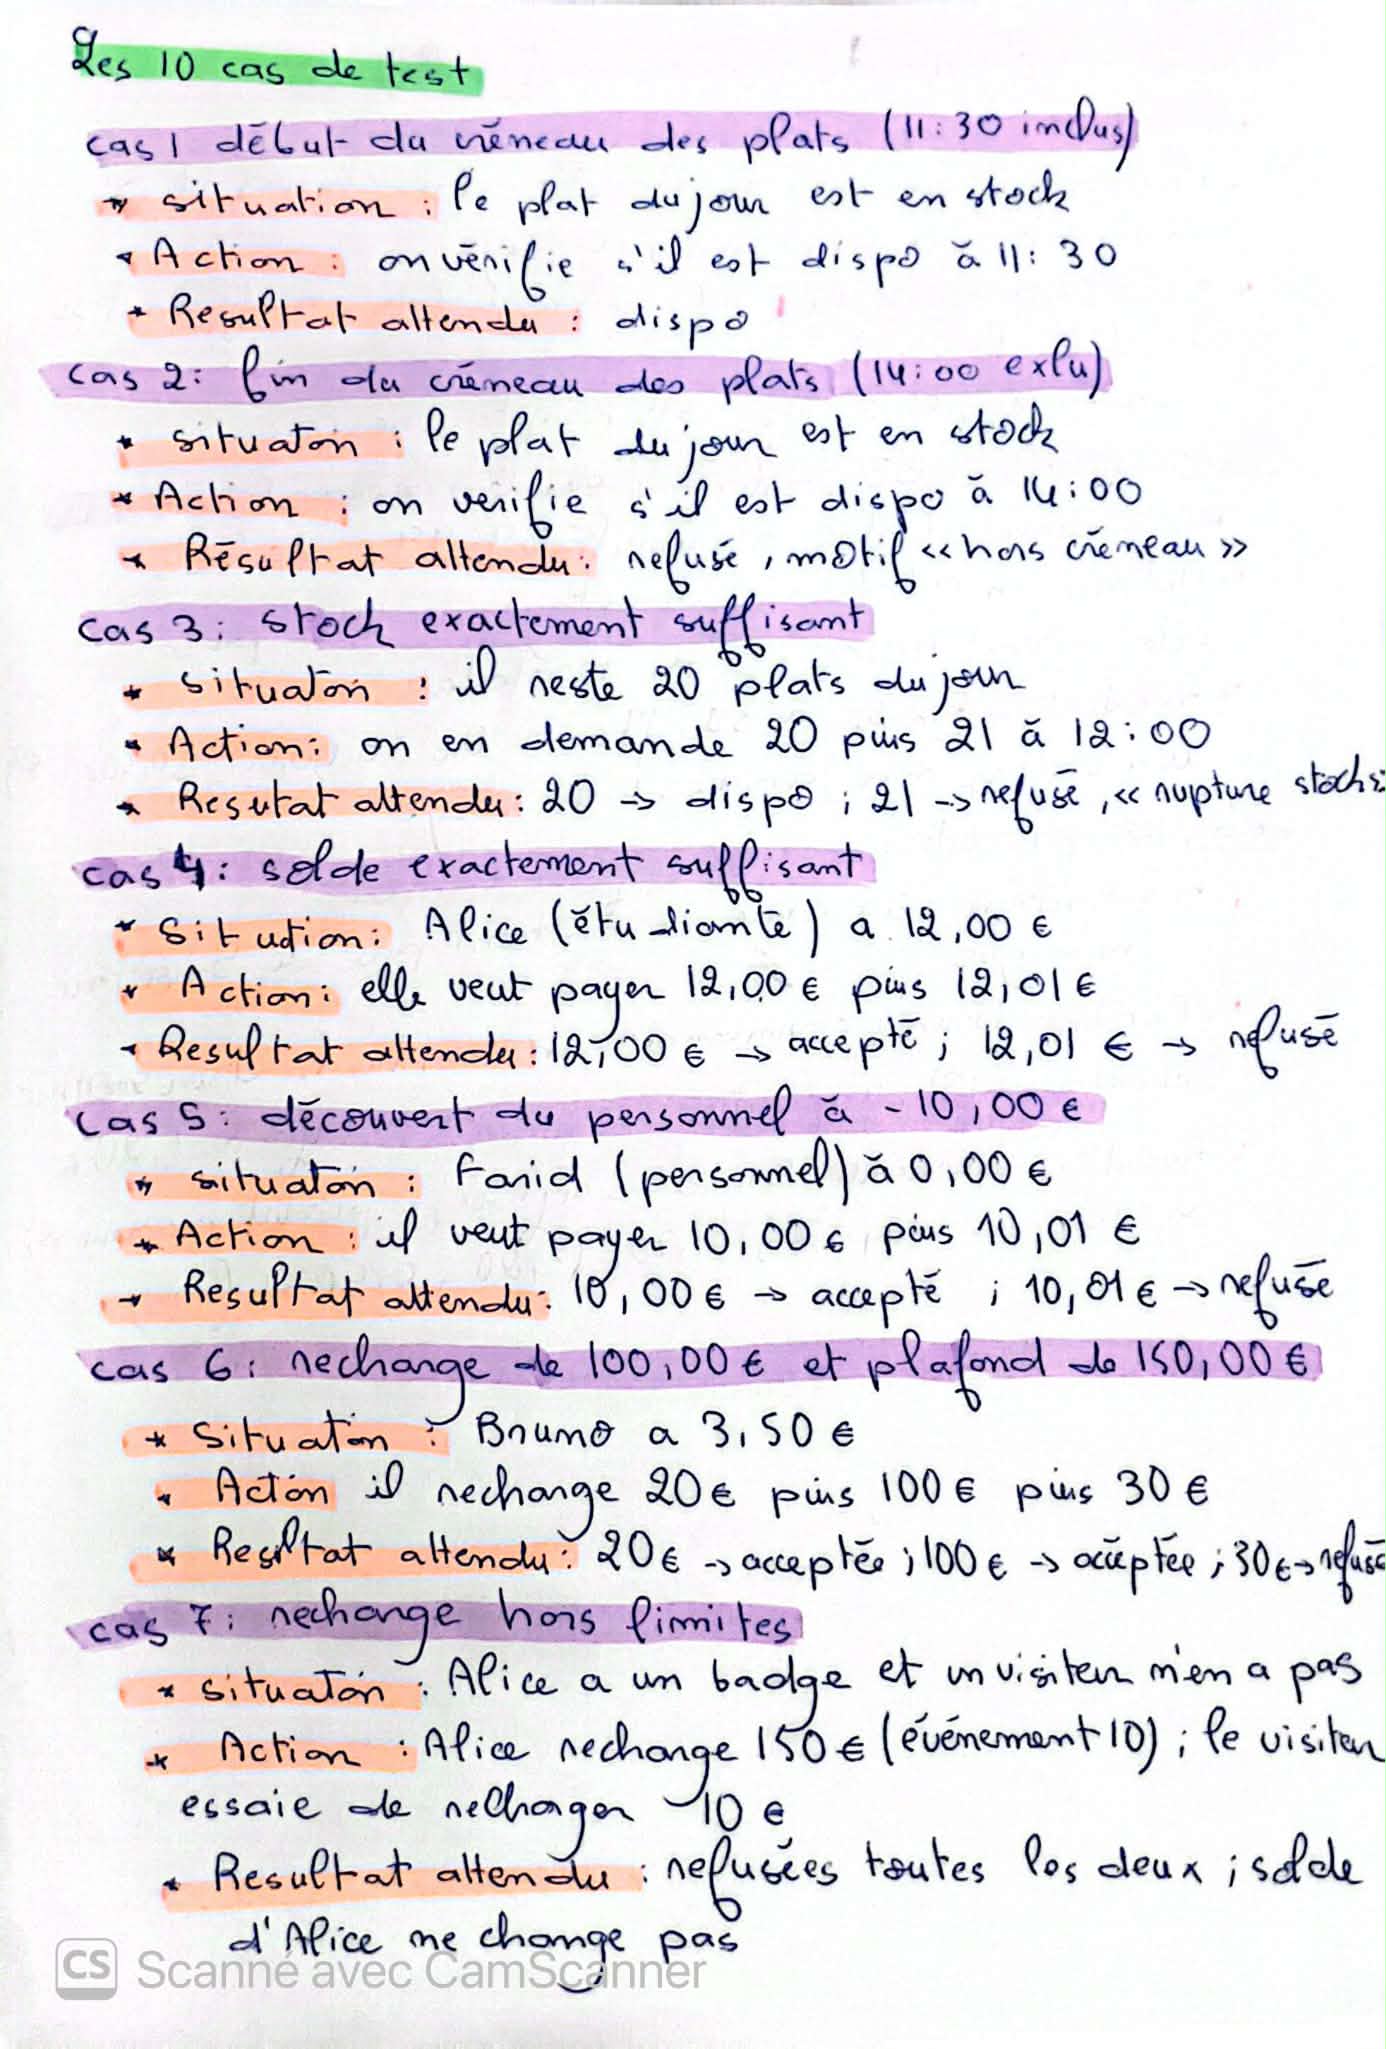 Les 10 cas de test
cas 1 début du créneau des plats (11:30 inclus)
* situation : le plat du jour est en stock
* Action : on vérifie s'il est dispo à 11:30
* Resultat attendu : dispo
cas 2: fin du créneau des plats (14:00 exlu)
* situaton : le plat du jour est en stock
* Action : on verifie s'il est dispo à 14:00
* Résultat attendu: refusé, motif « hors créneau »
cas 3: stock exactement suffisant
* situaton : il reste 20 plats du jour
* Action: on en demande 20 puis 21 à 12:00
* Resutat attendu: 20 → dispo ; 21 → refusé, « rupture stock »
cas 4: solde exactement suffisant
* Situation: Alice (étudiante) a 12,00 €
* Action: elle veut payer 12,00 € puis 12,01 €
* Resultat attendu: 12,00 € → accepté ; 12,01 € → refusé
cas 5: découvert du personnel à -10,00 €
* situaton : Farid (personnel) à 0,00 €
* Action : il veut payer 10,00 € puis 10,01 €
* Resultat attendu: 10,00 € → accepté ; 10,01 € → refusé
cas 6: recharge de 100,00 € et plafond de 150,00 €
* Situaton : Bruno a 3,50 €
* Acton il recharge 20 € puis 100 € puis 30 €
* Resltat attendu: 20 € → acceptée ; 100 € → acceptée ; 30 € → refusé
cas 7: recharge hors limites
* situaton : Alice a un badge et un visiteur n'en a pas
* Action : Alice recharge 150 € (événement 10) ; le visiteur
essaie de recharger 10 €
* Resultat attendu : refusées toutes les deux ; solde
d'Alice ne change pas
CS Scanné avec CamScanner